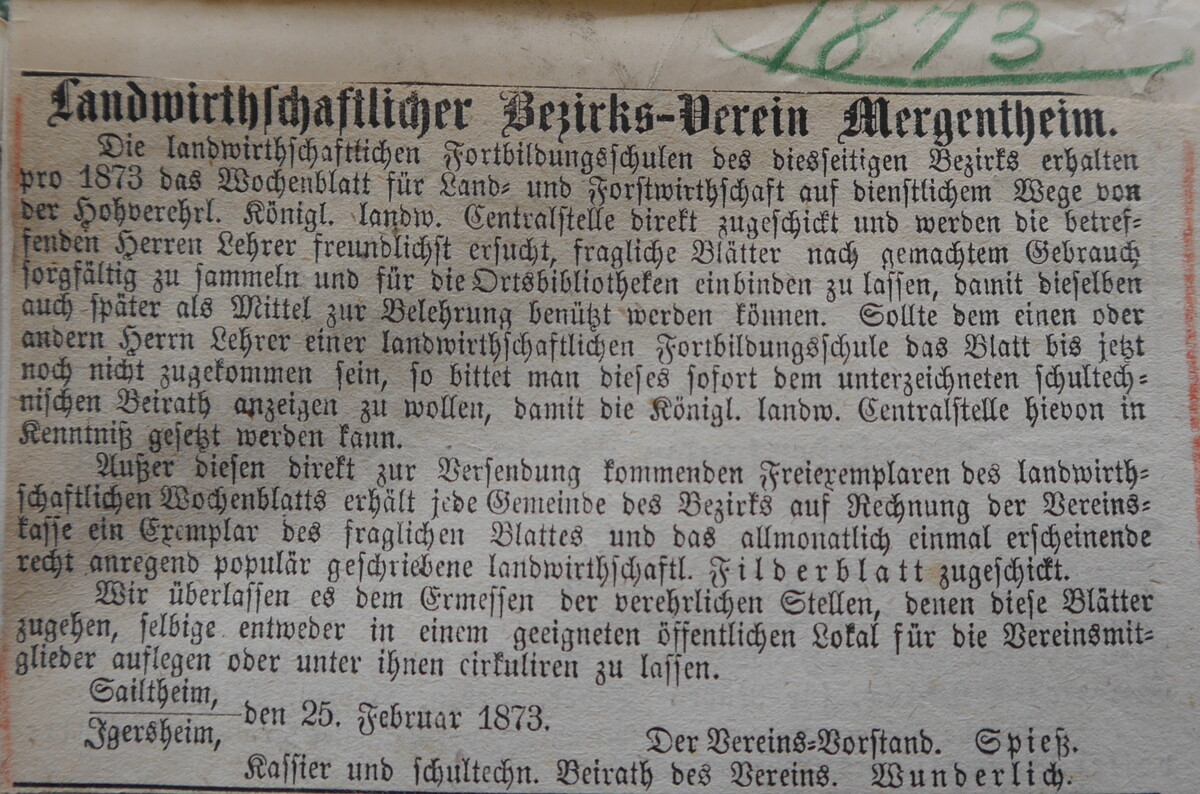 1873
Landwirthschaftlicher Bezirks-Verein Mergentheim.
Die landwirthschaftlichen Fortbildungsschulen des diesseitigen Bezirks erhalten
pro 1873 das Wochenblatt für Land- und Forstwirthschaft auf dienstlichem Wege von
der Hohverehrl. Königl. landw. Centralstelle direkt zugeschickt und werden die betref-
fenden Herren Lehrer freundlichst ersucht, fragliche Blätter nach gemachtem Gebrauch
sorgfältig zu sammeln und für die Ortsbibliotheken einbinden zu lassen, damit dieselben
auch später als Mittel zur Belehrung benützt werden können. Sollte dem einen oder
andern Herrn Lehrer einer landwirthschaftlichen Fortbildungsschule das Blatt bis jetzt
noch nicht zugekommen sein, so bittet man dieses sofort dem unterzeichneten schultech-
nischen Beirath anzeigen zu wollen, damit die Königl. landw. Centralstelle hievon in
Kenntniß gesetzt werden kann.
Außer diesen direkt zur Versendung kommenden Freiexemplaren des landwirth-
schaftlichen Wochenblatts erhält jede Gemeinde des Bezirks auf Rechnung der Vereins-
kasse ein Exemplar des fraglichen Blattes und das allmonatlich einmal erscheinende
recht anregend populär geschriebene landwirthschaftl. Filderblatt zugeschickt.
Wir überlassen es dem Ermessen der verehrlichen Stellen, denen diese Blätter
zugehen, selbige entweder in einem geeigneten öffentlichen Lokal für die Vereinsmit-
glieder auflegen oder unter ihnen cirkuliren zu lassen.
Sailtheim,
Igersheim, den 25. Februar 1873.
Der Vereins-Vorstand. Spieß.
Kassier und schultechn. Beirath des Vereins. Wunderlich.